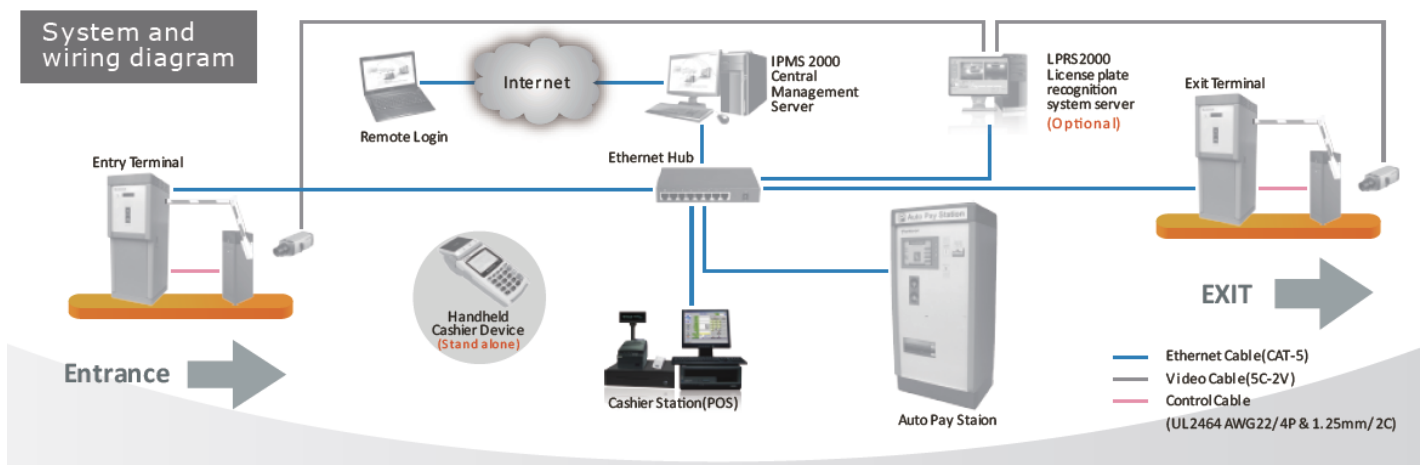 System and
wiring diagram
Internet
IPMS 2000
Central
Management
Server
LPRS2000
License plate
recognition
system server
(Optional)
Exit Terminal
Remote Login
Ethernet Hub
Entry Terminal
Auto Pay Station
Handheld
Cashier Device
(Stand alone)
EXIT
Entrance
Cashier Station(POS)
Auto Pay Staion
Ethernet Cable(CAT-5)
Video Cable(5C-2V)
Control Cable
(UL2464 AWG22/4P & 1.25mm/2C)